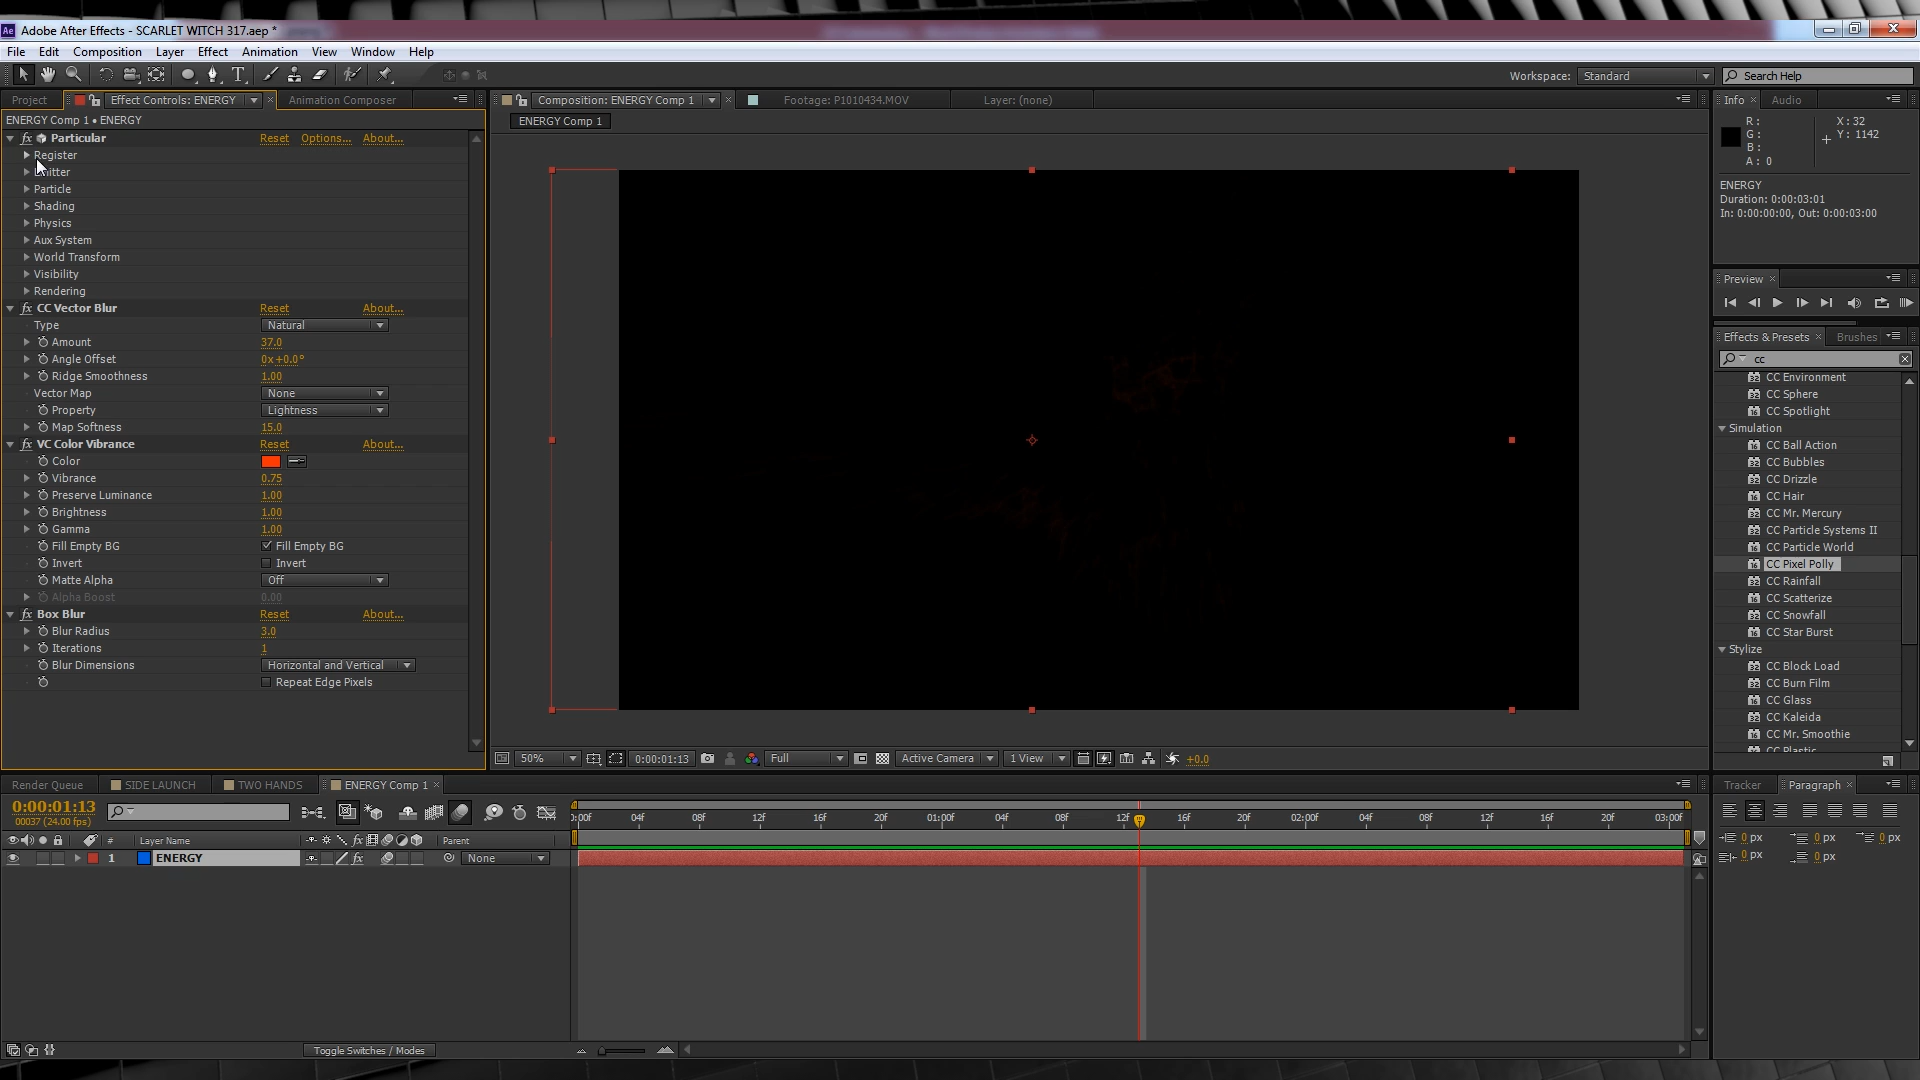 Ae Adobe After Effects - SCARLET WITCH 317.aep *
File Edit Composition Layer Effect Animation View Window Help
T Workspace: Standard Search Help
Project Effect Controls: ENERGY × Animation Composer
ENERGY Comp 1 • ENERGY
fx Particular Reset Options... About...
Register
Particle
Shading
Physics
Aux System
World Transform
Visibility
Rendering
fx CC Vector Blur Reset About...
Type Natural
Amount 37.0
Angle Offset 0x+0.0°
Ridge Smoothness 1.00
Vector Map None
Property Lightness
Map Softness 15.0
fx VC Color Vibrance Reset About...
Color
Vibrance 0.75
Preserve Luminance 1.00
Brightness 1.00
Gamma 1.00
Fill Empty BG Fill Empty BG
Invert Invert
Matte Alpha Off
Alpha Boost 0.00
fx Box Blur Reset About...
Blur Radius 3.0
Iterations 1
Blur Dimensions Horizontal and Vertical
Repeat Edge Pixels
Composition: ENERGY Comp 1 × Footage: P1010434.MOV Layer: (none)
ENERGY Comp 1
50% 0:00:01:13 Full Active Camera 1 View +0.0
Info × Audio
R: X: 32
G: Y: 1142
B:
A: 0
ENERGY
Duration: 0:00:03:01
In: 0:00:00:00, Out: 0:00:03:00
Preview ×
Effects & Presets × Brushes
cc
CC Environment
CC Sphere
CC Spotlight
Simulation
CC Ball Action
CC Bubbles
CC Drizzle
CC Hair
CC Mr. Mercury
CC Particle Systems II
CC Particle World
CC Pixel Polly
CC Rainfall
CC Scatterize
CC Snowfall
CC Star Burst
Stylize
CC Block Load
CC Burn Film
CC Glass
CC Kaleida
CC Mr. Smoothie
CC Plastic
Render Queue SIDE LAUNCH TWO HANDS ENERGY Comp 1 ×
0:00:01:13
00037 (24.00 fps)
04f 08f 12f 16f 20f 01:00f 04f 08f 12f 16f 20f 02:00f 04f 08f 12f 16f 20f 03:00f
# Layer Name fx Parent
1 ENERGY fx None
Toggle Switches / Modes
Tracker Paragraph ×
0 px 0 px 0 px
0 px 0 px